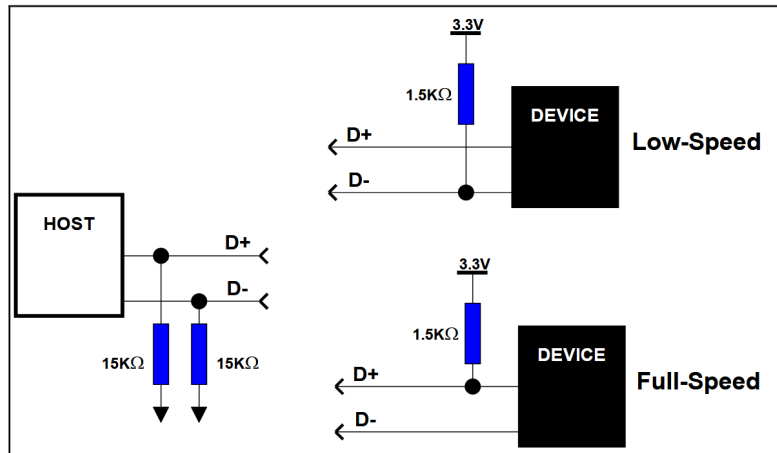 3.3V
1.5KΩ
DEVICE
D+
Low-Speed
D-
HOST
D+
D-
15KΩ
15KΩ
3.3V
1.5KΩ
DEVICE
D+
Full-Speed
D-